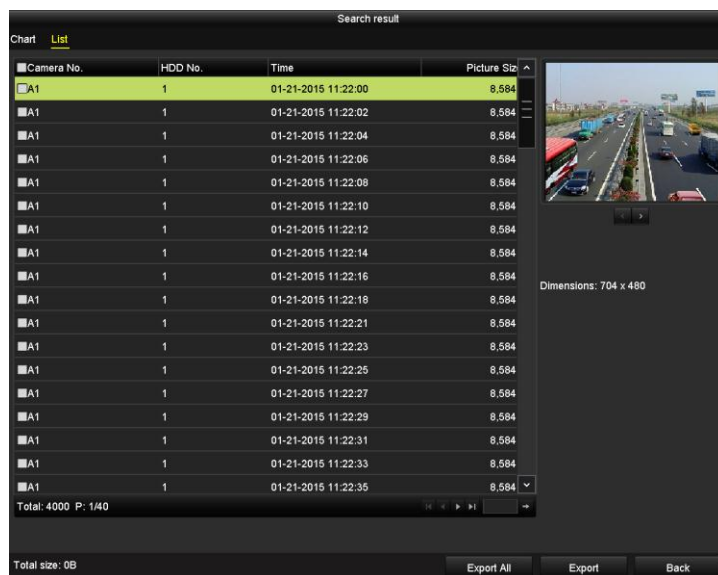 Search result
Chart List
Camera No. HDD No. Time Picture Siz
A1 1 01-21-2015 11:22:00 8,584
A1 1 01-21-2015 11:22:02 8,584
A1 1 01-21-2015 11:22:04 8,584
A1 1 01-21-2015 11:22:06 8,584
A1 1 01-21-2015 11:22:08 8,584
A1 1 01-21-2015 11:22:10 8,584
A1 1 01-21-2015 11:22:12 8,584
A1 1 01-21-2015 11:22:14 8,584
A1 1 01-21-2015 11:22:16 8,584
A1 1 01-21-2015 11:22:18 8,584
A1 1 01-21-2015 11:22:21 8,584
A1 1 01-21-2015 11:22:23 8,584
A1 1 01-21-2015 11:22:25 8,584
A1 1 01-21-2015 11:22:27 8,584
A1 1 01-21-2015 11:22:29 8,584
A1 1 01-21-2015 11:22:31 8,584
A1 1 01-21-2015 11:22:33 8,584
A1 1 01-21-2015 11:22:35 8,584
Total: 4000 P: 1/40
Dimensions: 704 x 480
Total size: 0B
Export All Export Back